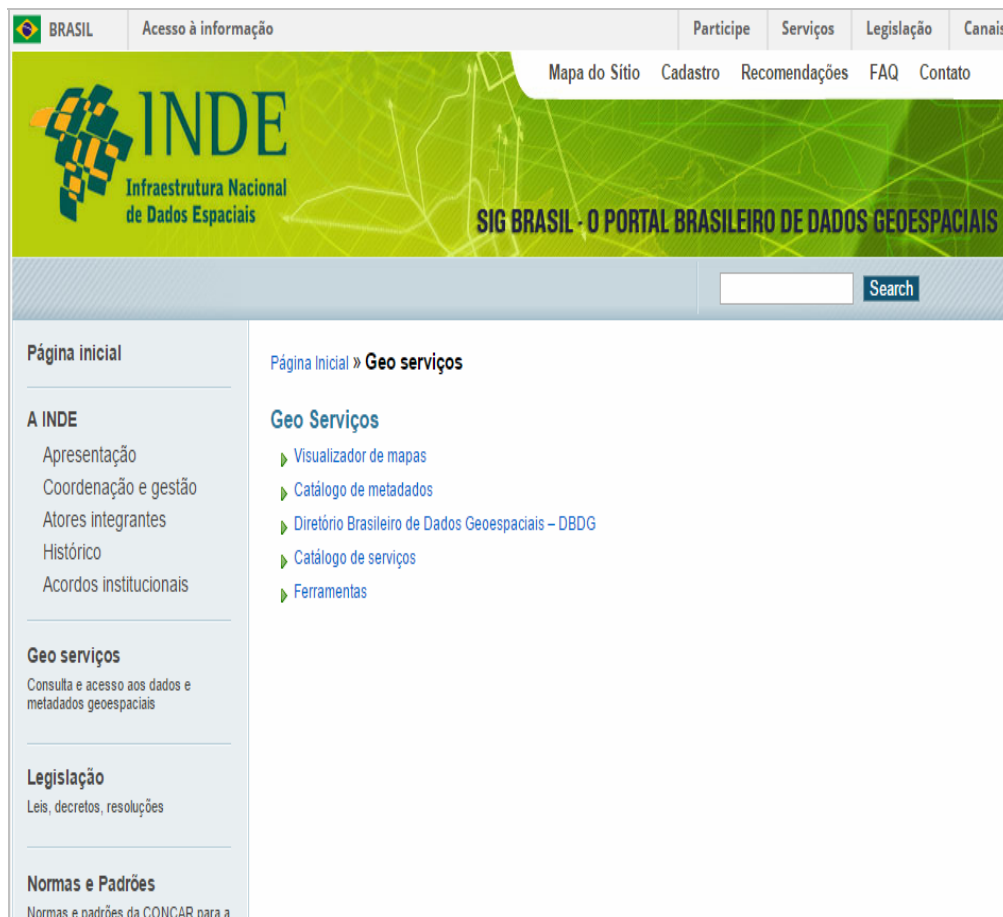 BRASIL Acesso à informação Participe Serviços Legislação Canais
Mapa do Sítio Cadastro Recomendações FAQ Contato
INDE
Infraestrutura Nacional
de Dados Espaciais
SIG BRASIL - O PORTAL BRASILEIRO DE DADOS GEOESPACIAIS
Search
Página inicial
A INDE
Apresentação
Coordenação e gestão
Atores integrantes
Histórico
Acordos institucionais
Geo serviços
Consulta e acesso aos dados e
metadados geoespaciais
Legislação
Leis, decretos, resoluções
Normas e Padrões
Normas e padrões da CONCAR para a
Página Inicial » Geo serviços
Geo Serviços
Visualizador de mapas
Catálogo de metadados
Diretório Brasileiro de Dados Geoespaciais – DBDG
Catálogo de serviços
Ferramentas